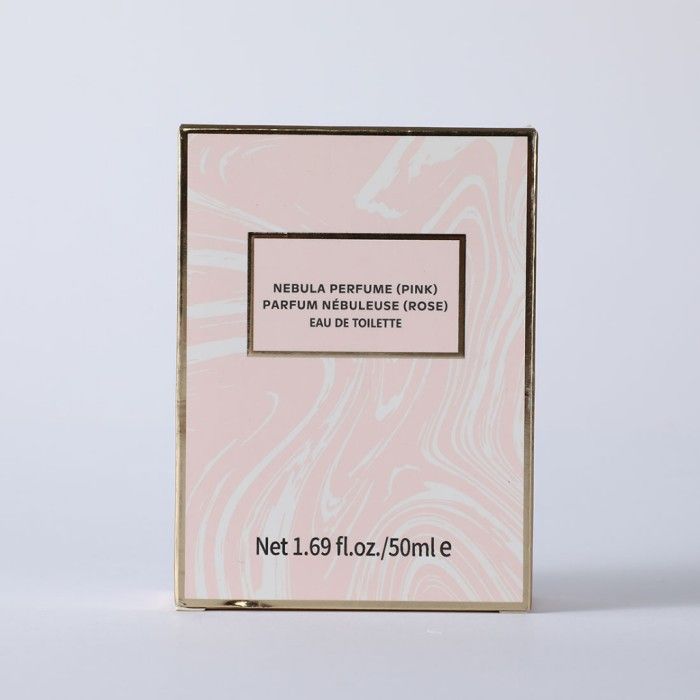 NEBULA PERFUME (PINK)
PARFUM NÉBULEUSE (ROSE)
EAU DE TOILETTE
Net 1.69 fl.oz./50ml e